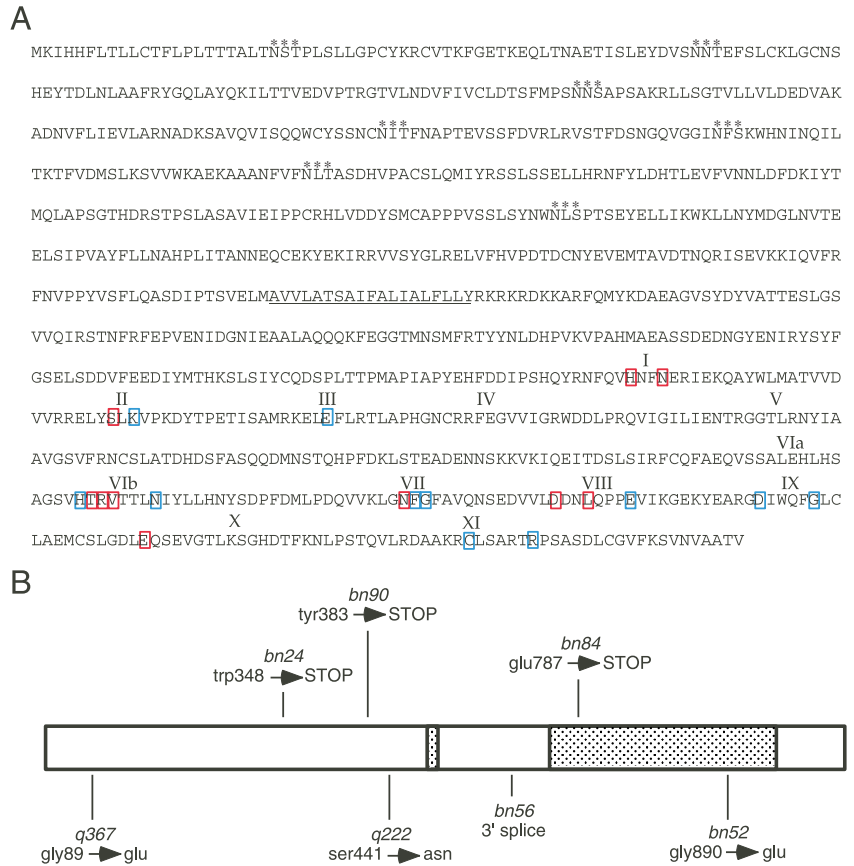 A
*** ***
MKIHHFLTLLCTFLPLTTTALTNSTPLSLLGPCYKRCVTKFGETKEQLTNAETISLEYDVSNNTEFSLCKLGCNS
***
HEYTDLNLAAFRYGQLAYQKILTTVEDVPTRGTVLNDVFIVCLDTSFMPSNNSAPSAKRLLSGTVLLVLDEDVAK
*** ***
ADNVFLIEVLARNADKSAVQVISQQWCYSSNCNITFNAPTEVSSFDVRLRVSTFDSNGQVGGINFSKWHNINQIL
***
TKTFVDMSLKSVVWKAEKAAANFVFNLTASDHVPACSLQMIYRSSLSSELLHRNFYLDHTLEVFVNNLDFDKIYT
***
MQLAPSGTHDRSTPSLASAVIEIPPCRHLVDDYSMCAPPPVSSLSYNWNLSPTSEYELLIKWKLLNYMDGLNVTE
ELSIPVAYFLLNAHPLITANNEQCEKYEKIRRVVSYGLRELVFHVPDTDCNYEVEMTAVDTNQRISEVKKIQVFR
FNVPPYVSFLQASDIPTSVELMAVVLATSAIFALIALFLLYRKRKRDKKARFQMYKDAEAGVSYDYVATTESLGS
VVQIRSTNFRFEPVENIDGNIEAALAQQQKFEGGTMNSMFRTYYNLDHPVKVPAHMAEASSDEDNGYENIRYSYF
I
GSELSDDVFEEDIYMTHKSLSIYCQDSPLTTPMAPIAPYEHFDDIPSHQYRNFQVHNFNERIEKQAYWLMATVVD
II III IV V
VVRRELYSLKVPKDYTPETISAMRKELEFLRTLAPHGNCRRFEGVVIGRWDDLPRQVIGILIENTRGGTLRNYIA
VIa
AVGSVFRNCSLATDHDSFASQQDMNSTQHPFDKLSTEADENNSKKVKIQEITDSLSIRFCQFAEQVSSALEHLHS
VIb VII VIII IX
AGSVHTRVTTLNIYLLHNYSDPFDMLPDQVVKLGNFGFAVQNSEDVVLDDNLQPPEVIKGEKYEARGDIWQFGLC
X XI
LAEMCSLGDLEQSEVGTLKSGHDTFKNLPSTQVLRDAAKRCLSARTRPSASDLCGVFKSVNVAATV
B
bn90
tyr383 STOP
bn24
trp348 STOP
bn84
glu787 STOP
q367
gly89 glu
q222
ser441 asn
bn56
3' splice
bn52
gly890 glu